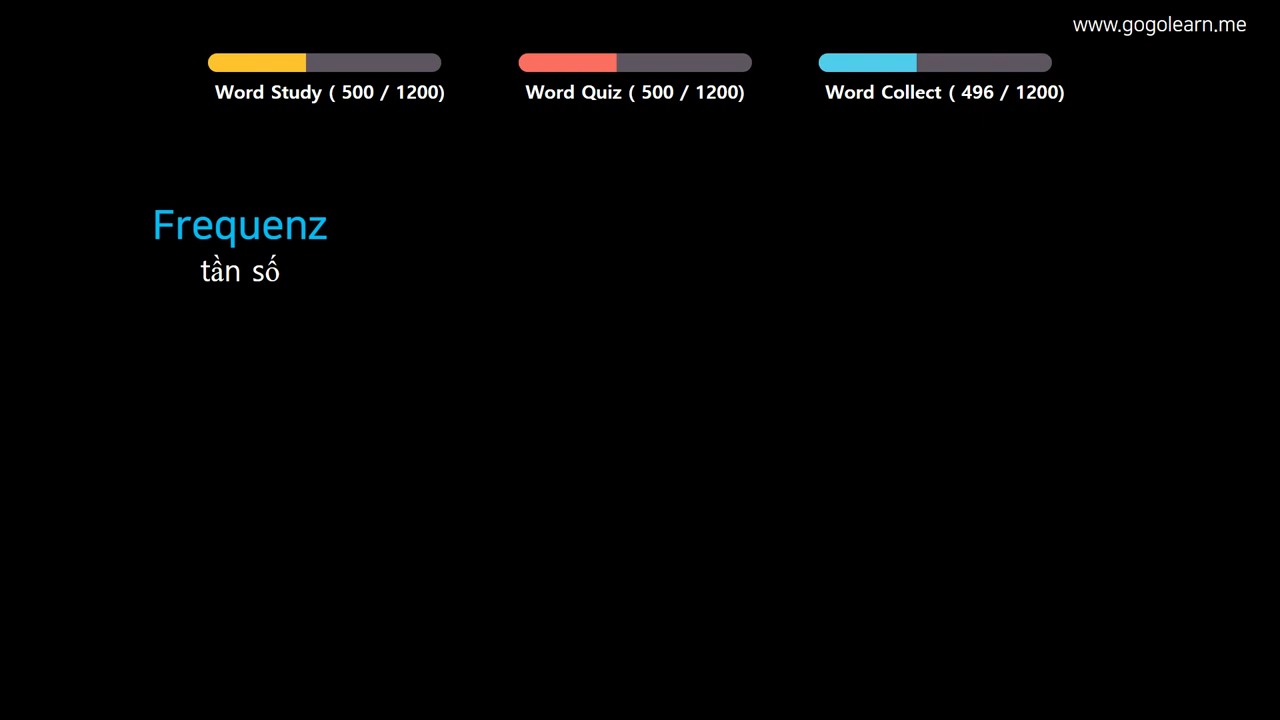 www.gogolearn.me
Word Study ( 500 / 1200)
Word Quiz ( 500 / 1200)
Word Collect ( 496 / 1200)
Frequenz
tần số